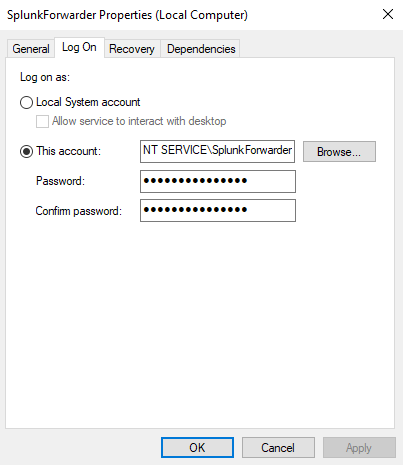 SplunkForwarder Properties (Local Computer)
General Log On Recovery Dependencies
Log on as:
Local System account
Allow service to interact with desktop
This account: NT SERVICE\SplunkForwarder Browse...
Password: •••••••••••••••
Confirm password: •••••••••••••••
OK Cancel Apply